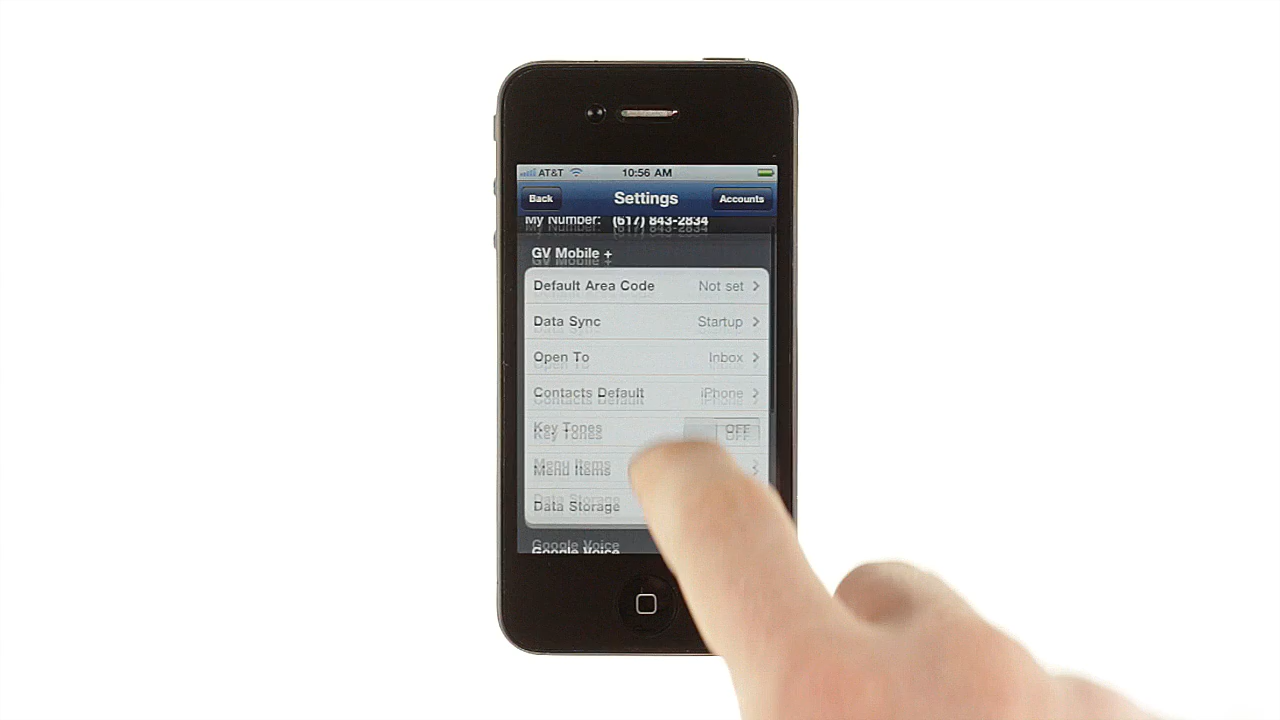 AT&T 10:56 AM
Back Settings Accounts
My Number: (617) 843-2834
GV Mobile +
Default Area Code Not set
Data Sync Startup
Open To Inbox
Contacts Default iPhone
Key Tones OFF
Menu Items
Data Storage
Google Voice